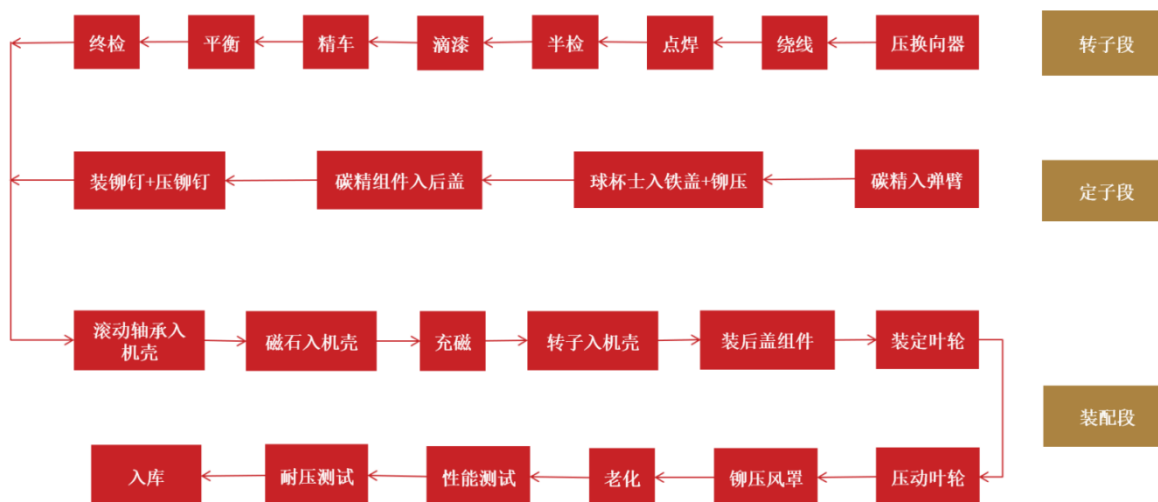 终检
平衡
精车
滴漆
半检
点焊
绕线
压换向器
转子段
装铆钉+压铆钉
碳精组件入后盖
球杯士入铁盖+铆压
碳精入弹臂
定子段
滚动轴承入
机壳
磁石入机壳
充磁
转子入机壳
装后盖组件
装定叶轮
装配段
入库
耐压测试
性能测试
老化
铆压风罩
压动叶轮